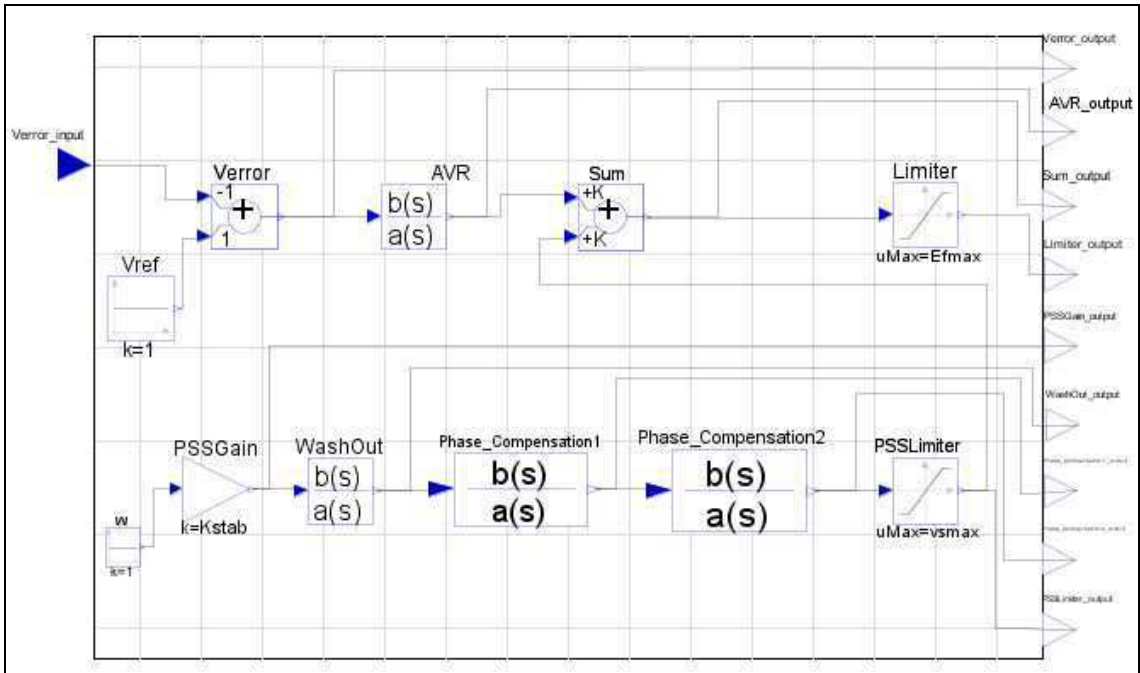 Verror_output
AVR_output
Verror_input
Verror
AVR
Sum
Limiter
Sum_output
-1
+
1
b(s)
a(s)
+K
+
+K
uMax=Efmax
Limiter_output
Vref
k=1
PSSGain_output
WashOut_output
PSSGain
WashOut
Phase_Compensation1
Phase_Compensation2
PSSLimiter
b(s)
a(s)
b(s)
a(s)
b(s)
a(s)
k=Kstab
uMax=vsmax
w
k=1
PSSLimiter_output